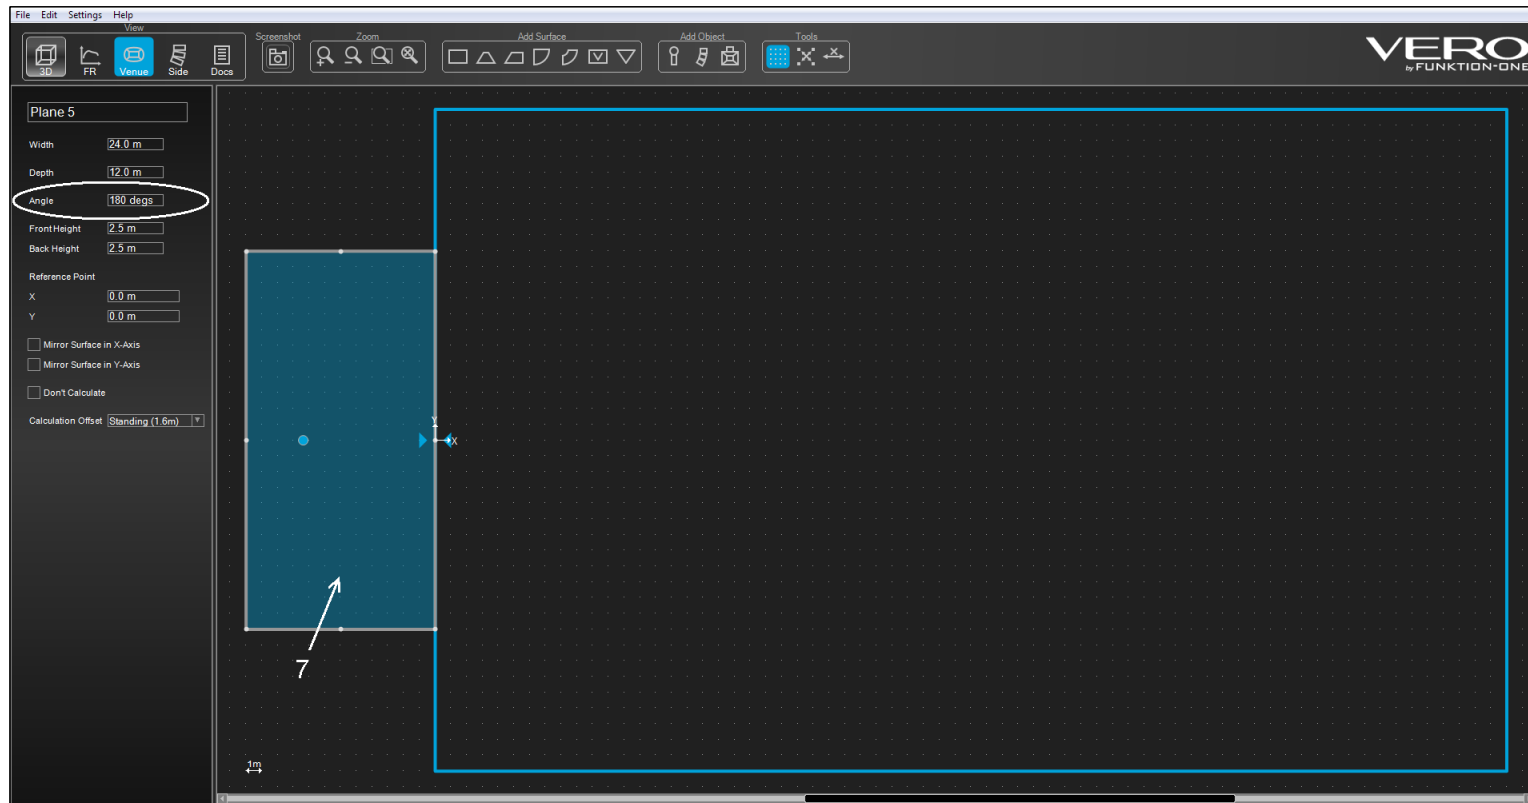 File Edit Settings Help
View
Screenshot
Zoom
Add Surface
Add Object
Tools
3D
FR
Venue
Side
Docs
VERO
by FUNKTION-ONE
Plane 5
Width 24.0 m
Depth 12.0 m
Angle 180 degs
Front Height 2.5 m
Back Height 2.5 m
Reference Point
X 0.0 m
Y 0.0 m
Mirror Surface in X-Axis
Mirror Surface in Y-Axis
Don't Calculate
Calculation Offset Standing (1.6m)
Y
X
7
1m